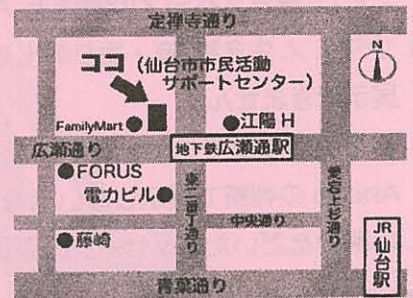 定禅寺通り
N
ココ (仙台市市民活動
サポートセンター)
FamilyMart
江陽 H
広瀬通り
地下鉄広瀬通駅
FORUS
電力ビル
東二番丁通り
愛宕上杉通り
中央通り
藤崎
JR
仙台駅
青葉通り